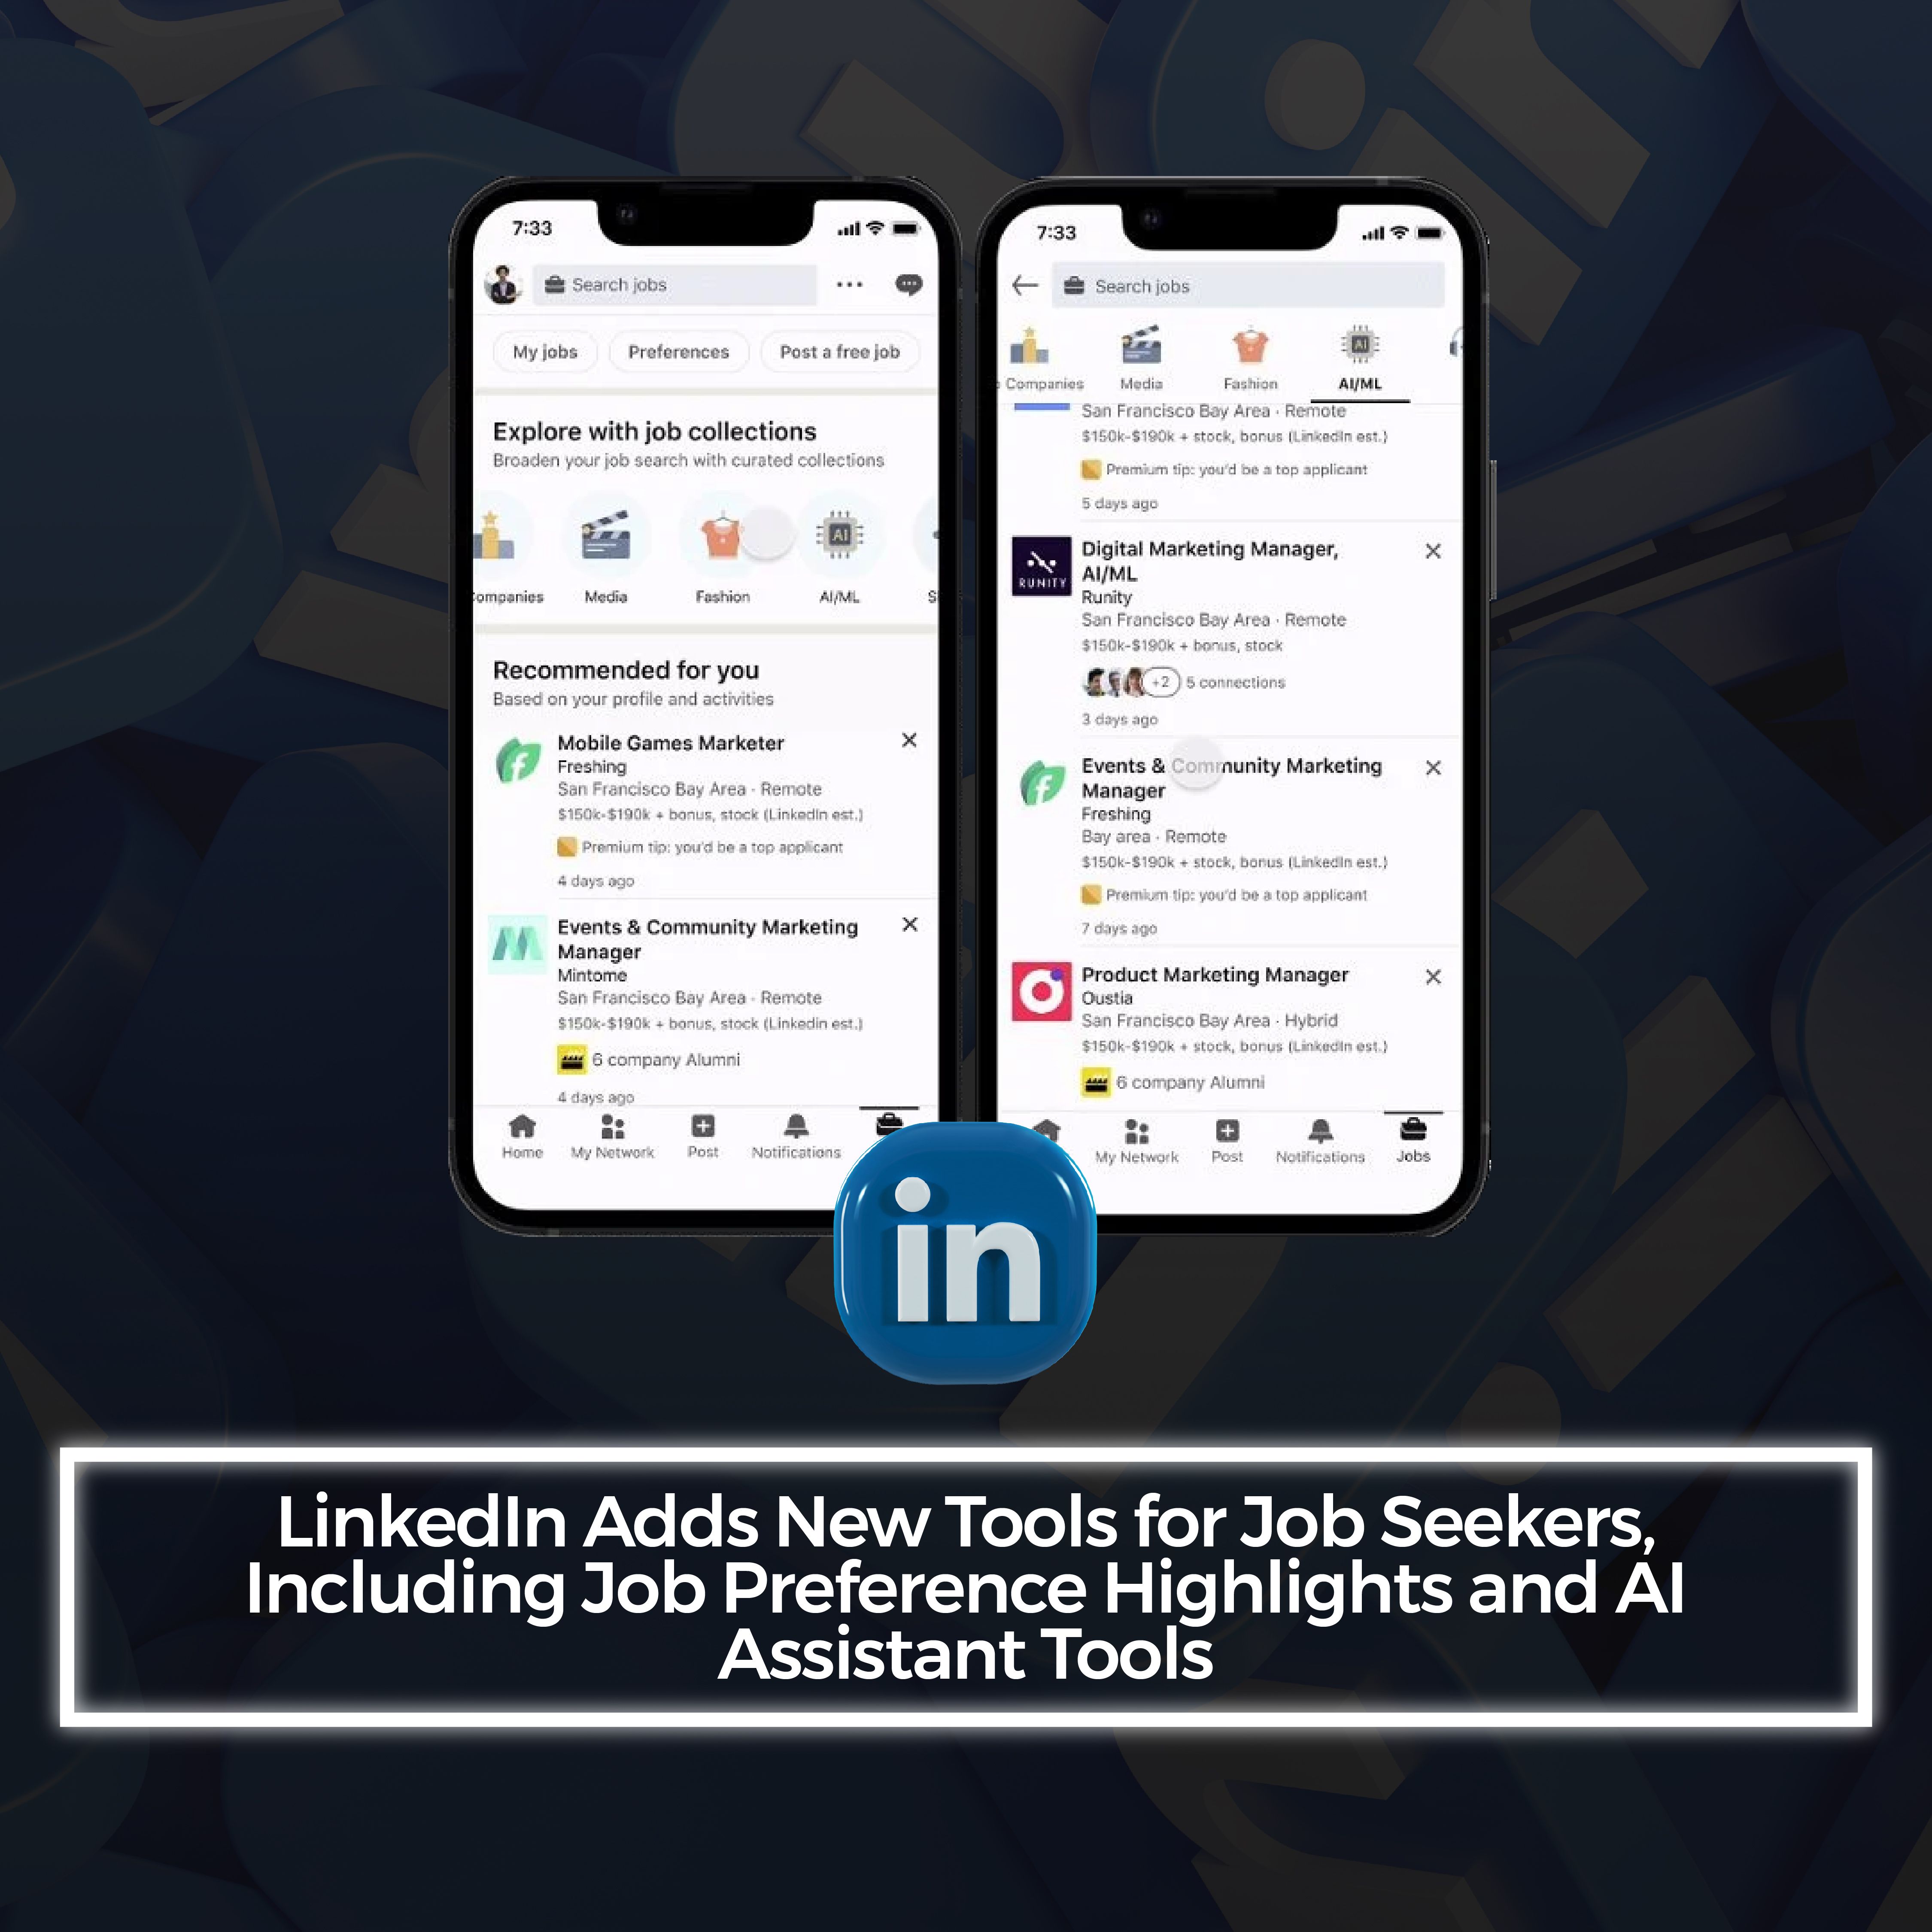 7:33
Search jobs
My jobs
Preferences
Post a free job
Explore with job collections
Broaden your job search with curated collections
AI
ompanies
Media
Fashion
AI/ML
Recommended for you
Based on your profile and activities
Mobile Games Marketer
Freshing
San Francisco Bay Area · Remote
$150k-$190k + bonus, stock (LinkedIn est.)
Premium tip: you'd be a top applicant
4 days ago
Events & Community Marketing
Manager
Mintome
San Francisco Bay Area · Remote
$150k-$190k + bonus, stock (Linkedin est.)
6 company Alumni
4 days ago
Home
My Network
Post
Notifications
7:33
Search jobs
AI
Companies
Media
Fashion
AI/ML
San Francisco Bay Area · Remote
$150k-$190k + stock, bonus (LinkedIn est.)
Premium tip: you'd be a top applicant
5 days ago
RUNITY
Digital Marketing Manager,
AI/ML
Runity
San Francisco Bay Area · Remote
$150k-$190k + bonus, stock
+2 5 connections
3 days ago
Events & Community Marketing
Manager
Freshing
Bay area · Remote
$150k-$190k + stock, bonus (LinkedIn est.)
Premium tip: you'd be a top applicant
7 days ago
Product Marketing Manager
Oustia
San Francisco Bay Area · Hybrid
$150k-$190k + stock, bonus (LinkedIn est.)
6 company Alumni
My Network
Post
Notifications
Jobs
in
LinkedIn Adds New Tools for Job Seekers,
Including Job Preference Highlights and AI
Assistant Tools